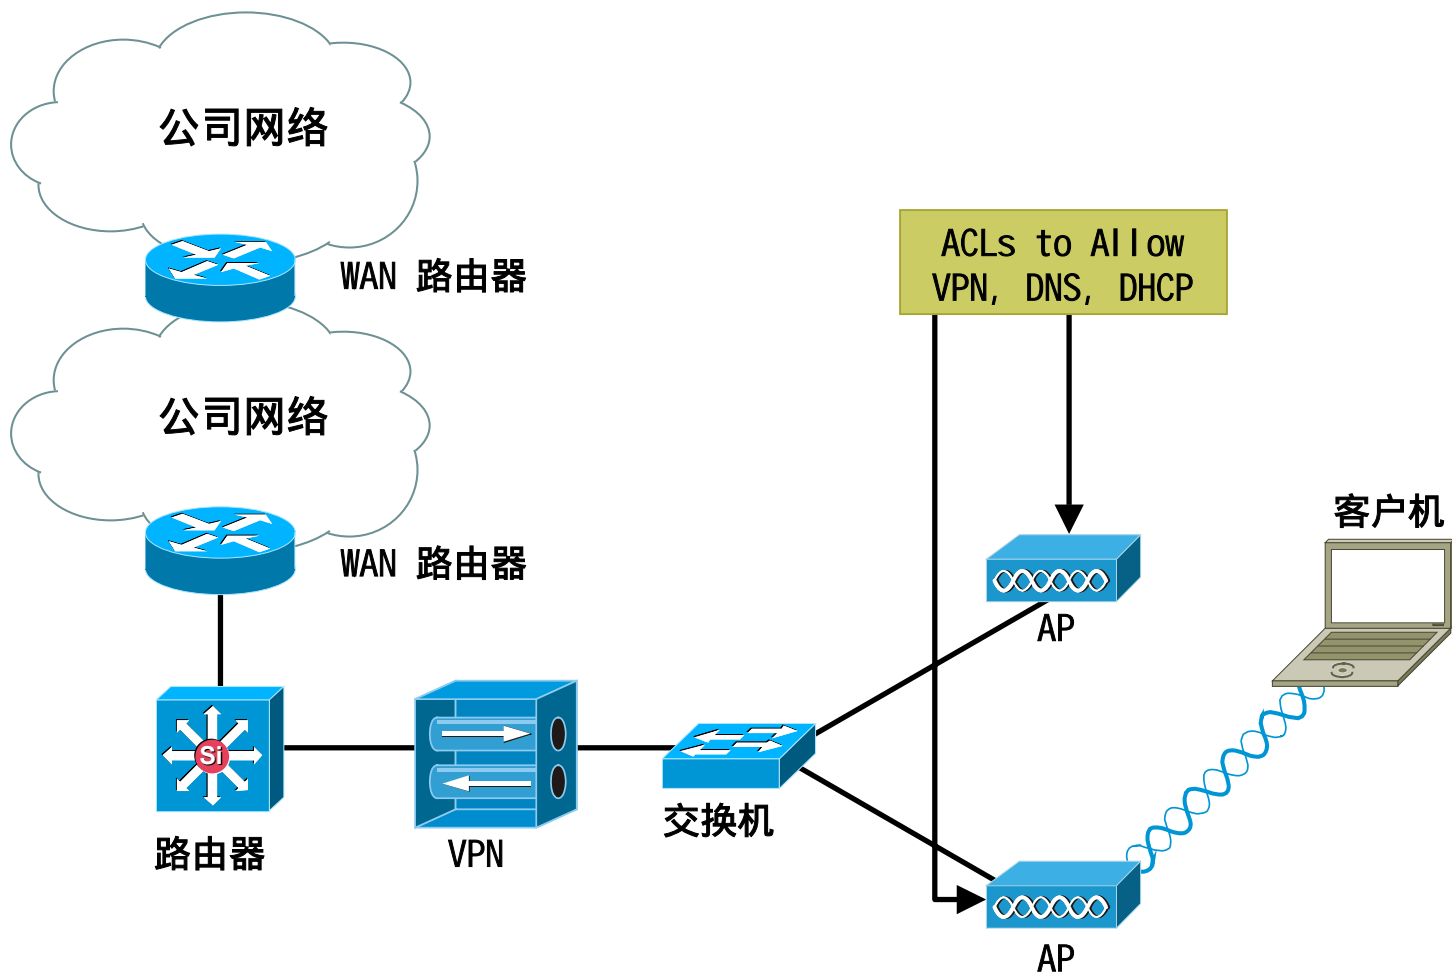 公司网络
WAN 路由器
ACLs to Allow
VPN, DNS, DHCP
公司网络
客户机
WAN 路由器
AP
Si
交换机
路由器
VPN
AP